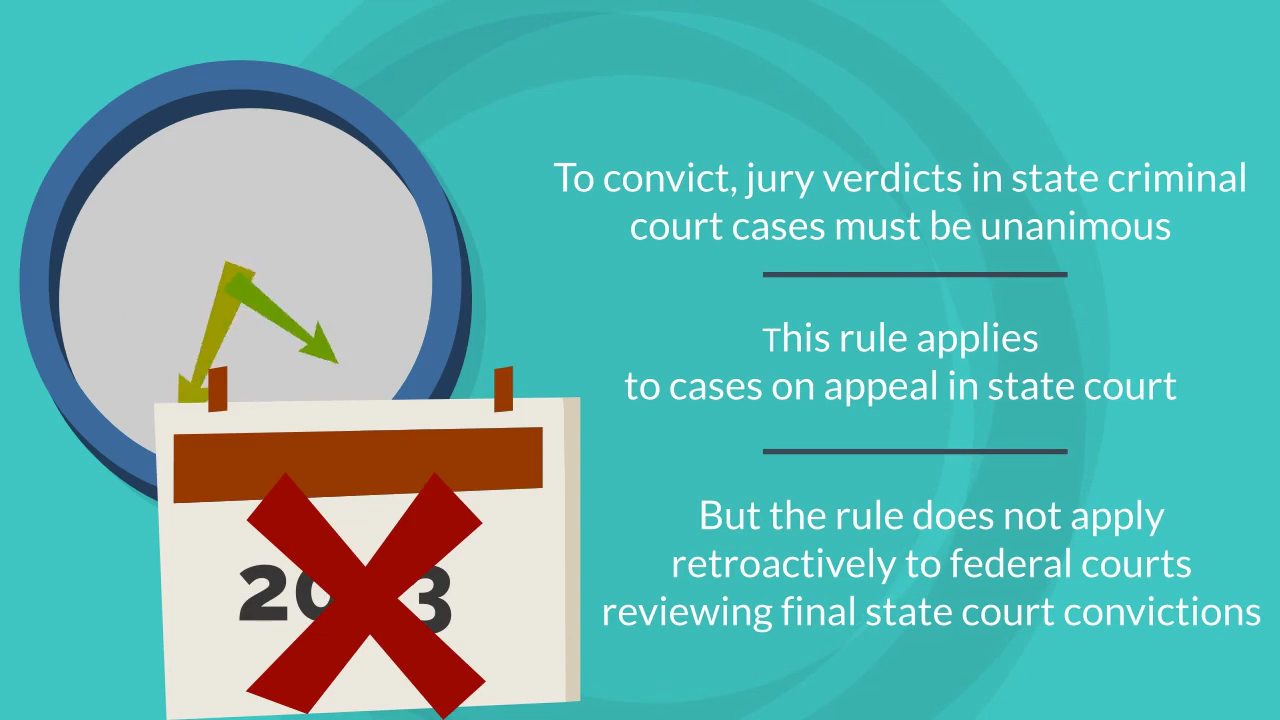 To convict, jury verdicts in state criminal
court cases must be unanimous
This rule applies
to cases on appeal in state court
But the rule does not apply
retroactively to federal courts
reviewing final state court convictions